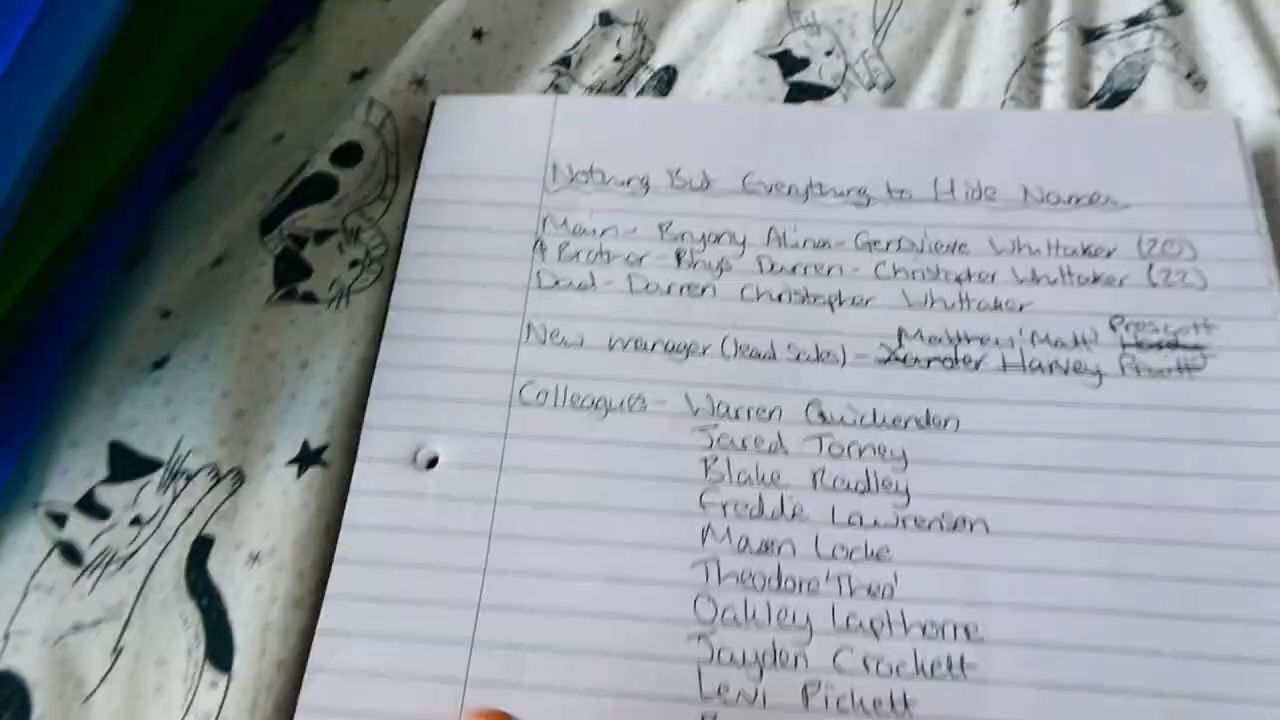 Nothing But Everything to Hide Names
Main - Bryony Alina-Genevieve Whittaker (20)
Brother - Rhys Darren-Christopher Whittaker (22)
Dad - Darren Christopher Whittaker
Prescott
Matthew 'Matt'
New manager (lead sales) - Xander Harvey
Colleagues - Warren Quickenden
Jared Torney
Blake Radley
Freddie Lawrenson
Mason Locke
Theodore 'Theo'
Oakley Lapthorne
Jayden Crockett
Levi Pickett